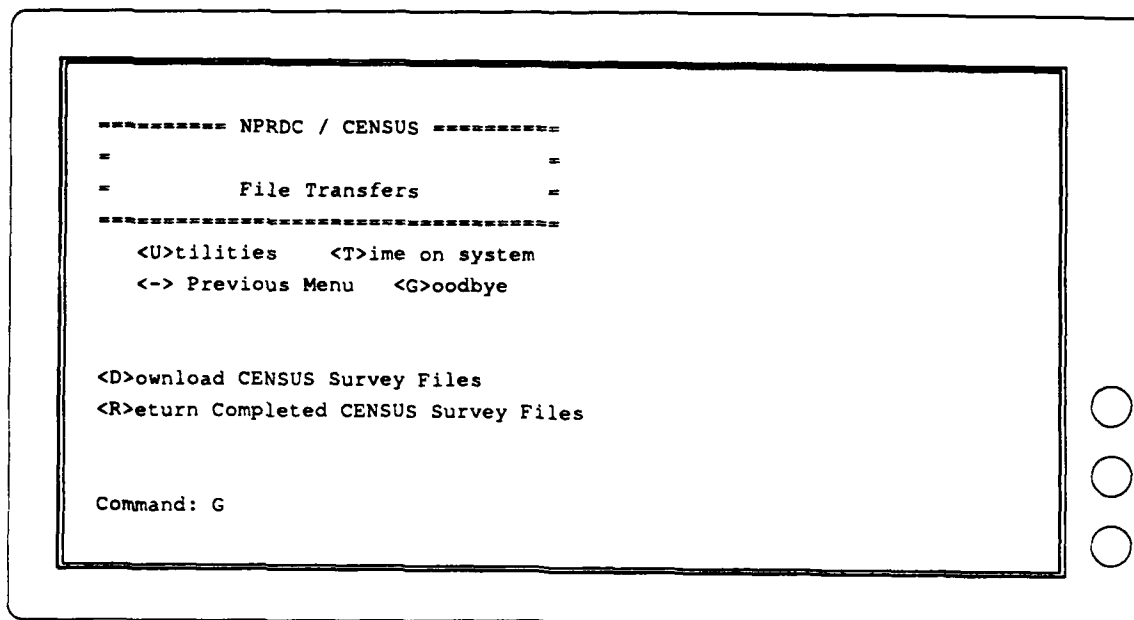 ========== NPRDC / CENSUS ==========
= =
= File Transfers =
====================================
<U>tilities <T>ime on system
<-> Previous Menu <G>oodbye
<D>ownload CENSUS Survey Files
<R>eturn Completed CENSUS Survey Files
Command: G